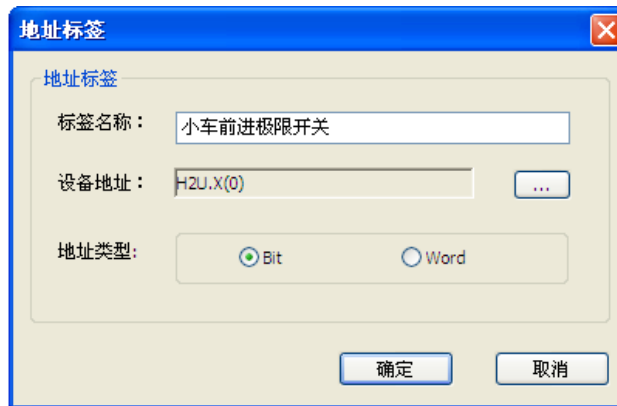 地址标签
地址标签
标签名称：
小车前进极限开关
设备地址：
H2U.X(0)
...
地址类型:
Bit
Word
确定
取消